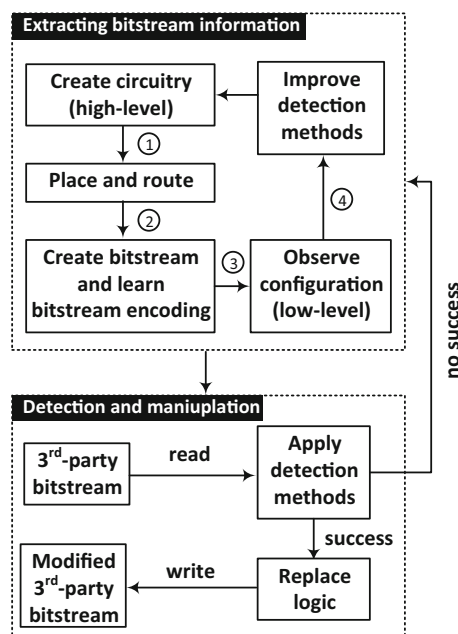 Extracting bitstream information
Create circuitry
(high-level)
Improve
detection
methods
①
Place and route
④
②
Create bitstream
and learn
bitstream encoding
③
Observe
configuration
(low-level)
no success
Detection and maniuplation
3rd-party
bitstream
read
Apply
detection
methods
success
Modified
3rd-party
bitstream
write
Replace
logic